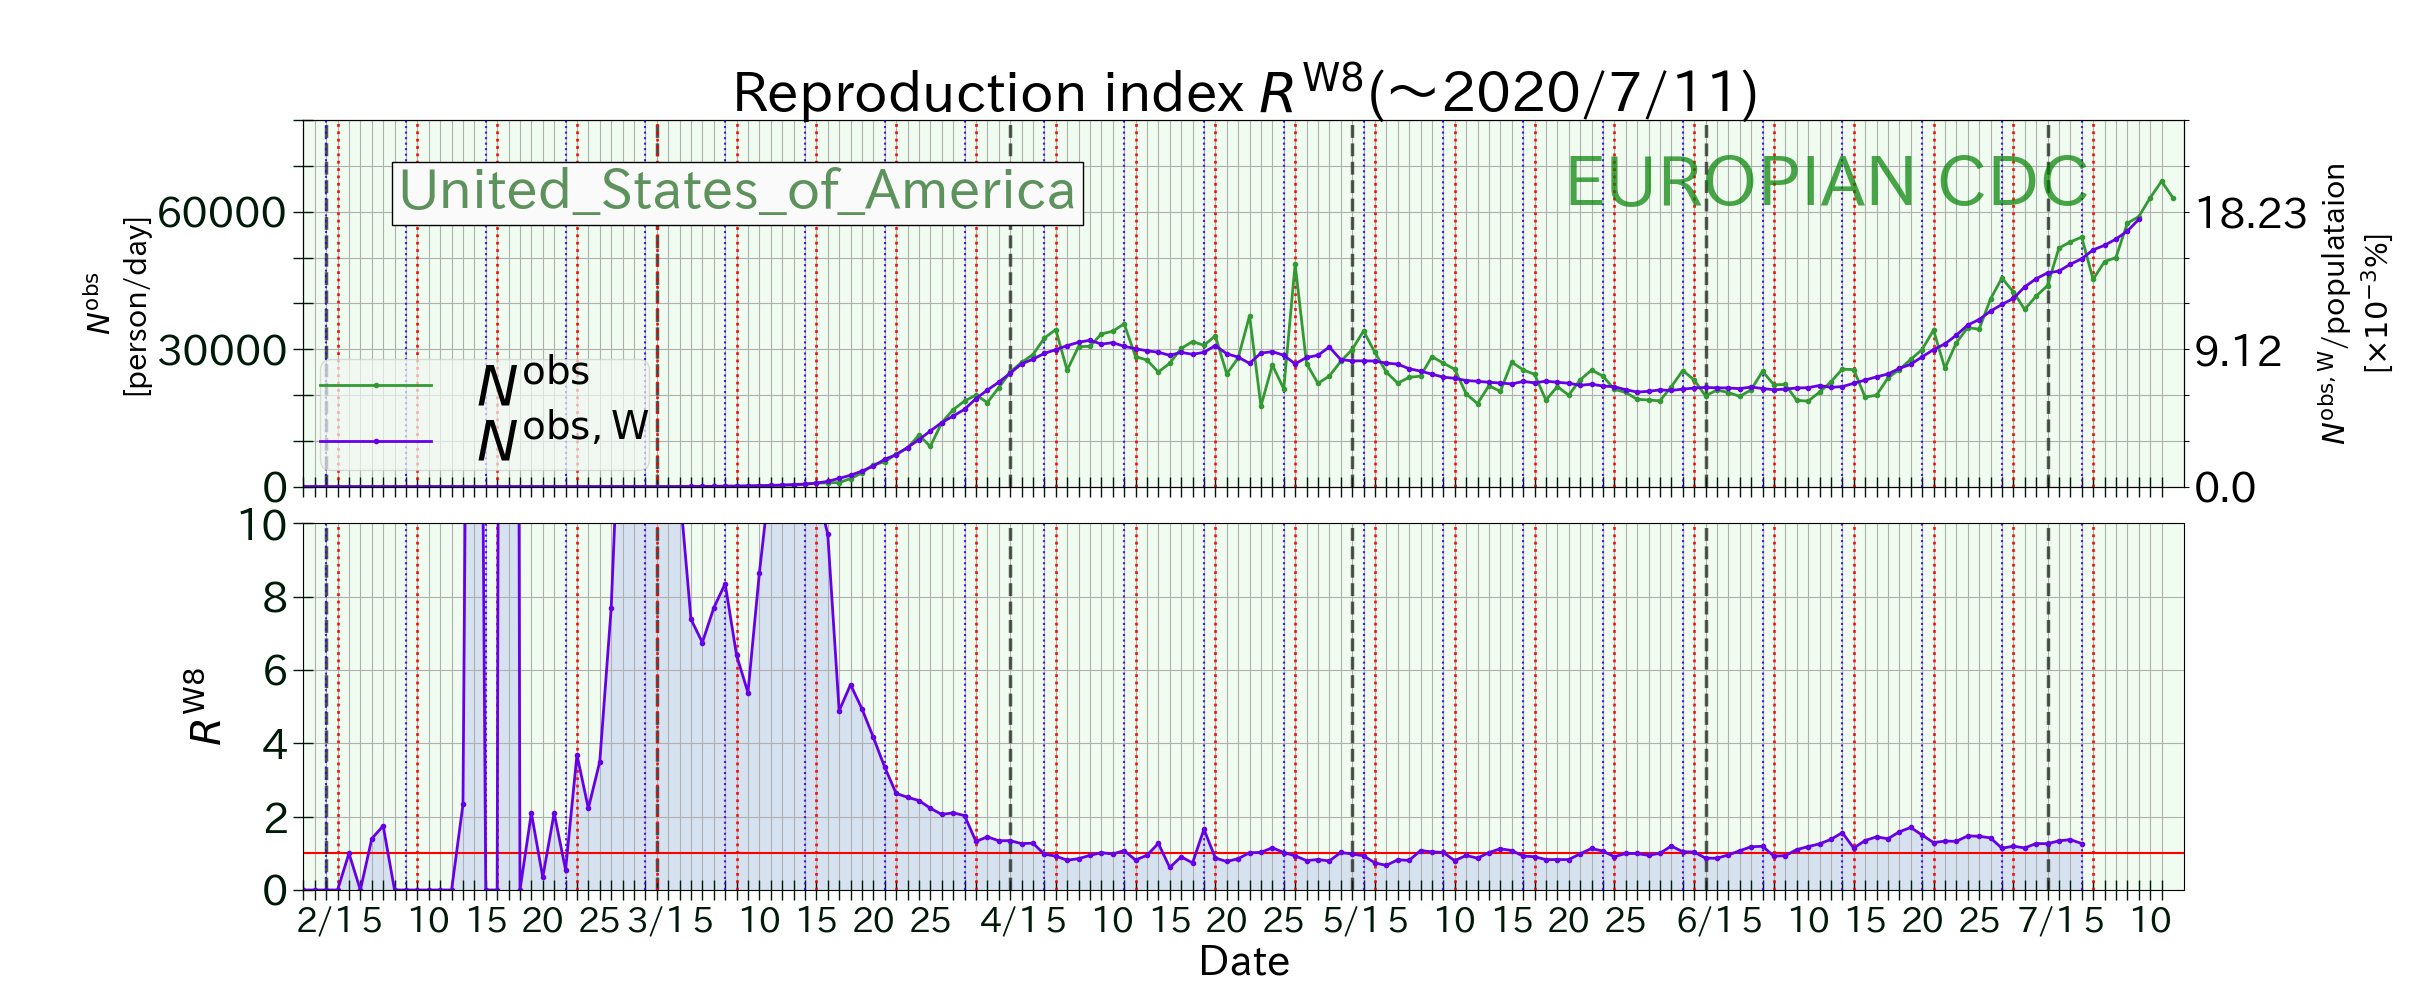 Reproduction index R^W8(~2020/7/11)
United_States_of_America
EUROPIAN CDC
N^obs
[person/day]
60000
30000
0
N^obs
N^obs, W
18.23
9.12
0.0
N^obs, W/populataion
[×10^−3%]
R^W8
10
8
6
4
2
0
2/1 5 10 15 20 25 3/1 5 10 15 20 25 4/1 5 10 15 20 25 5/1 5 10 15 20 25 6/1 5 10 15 20 25 7/1 5 10
Date